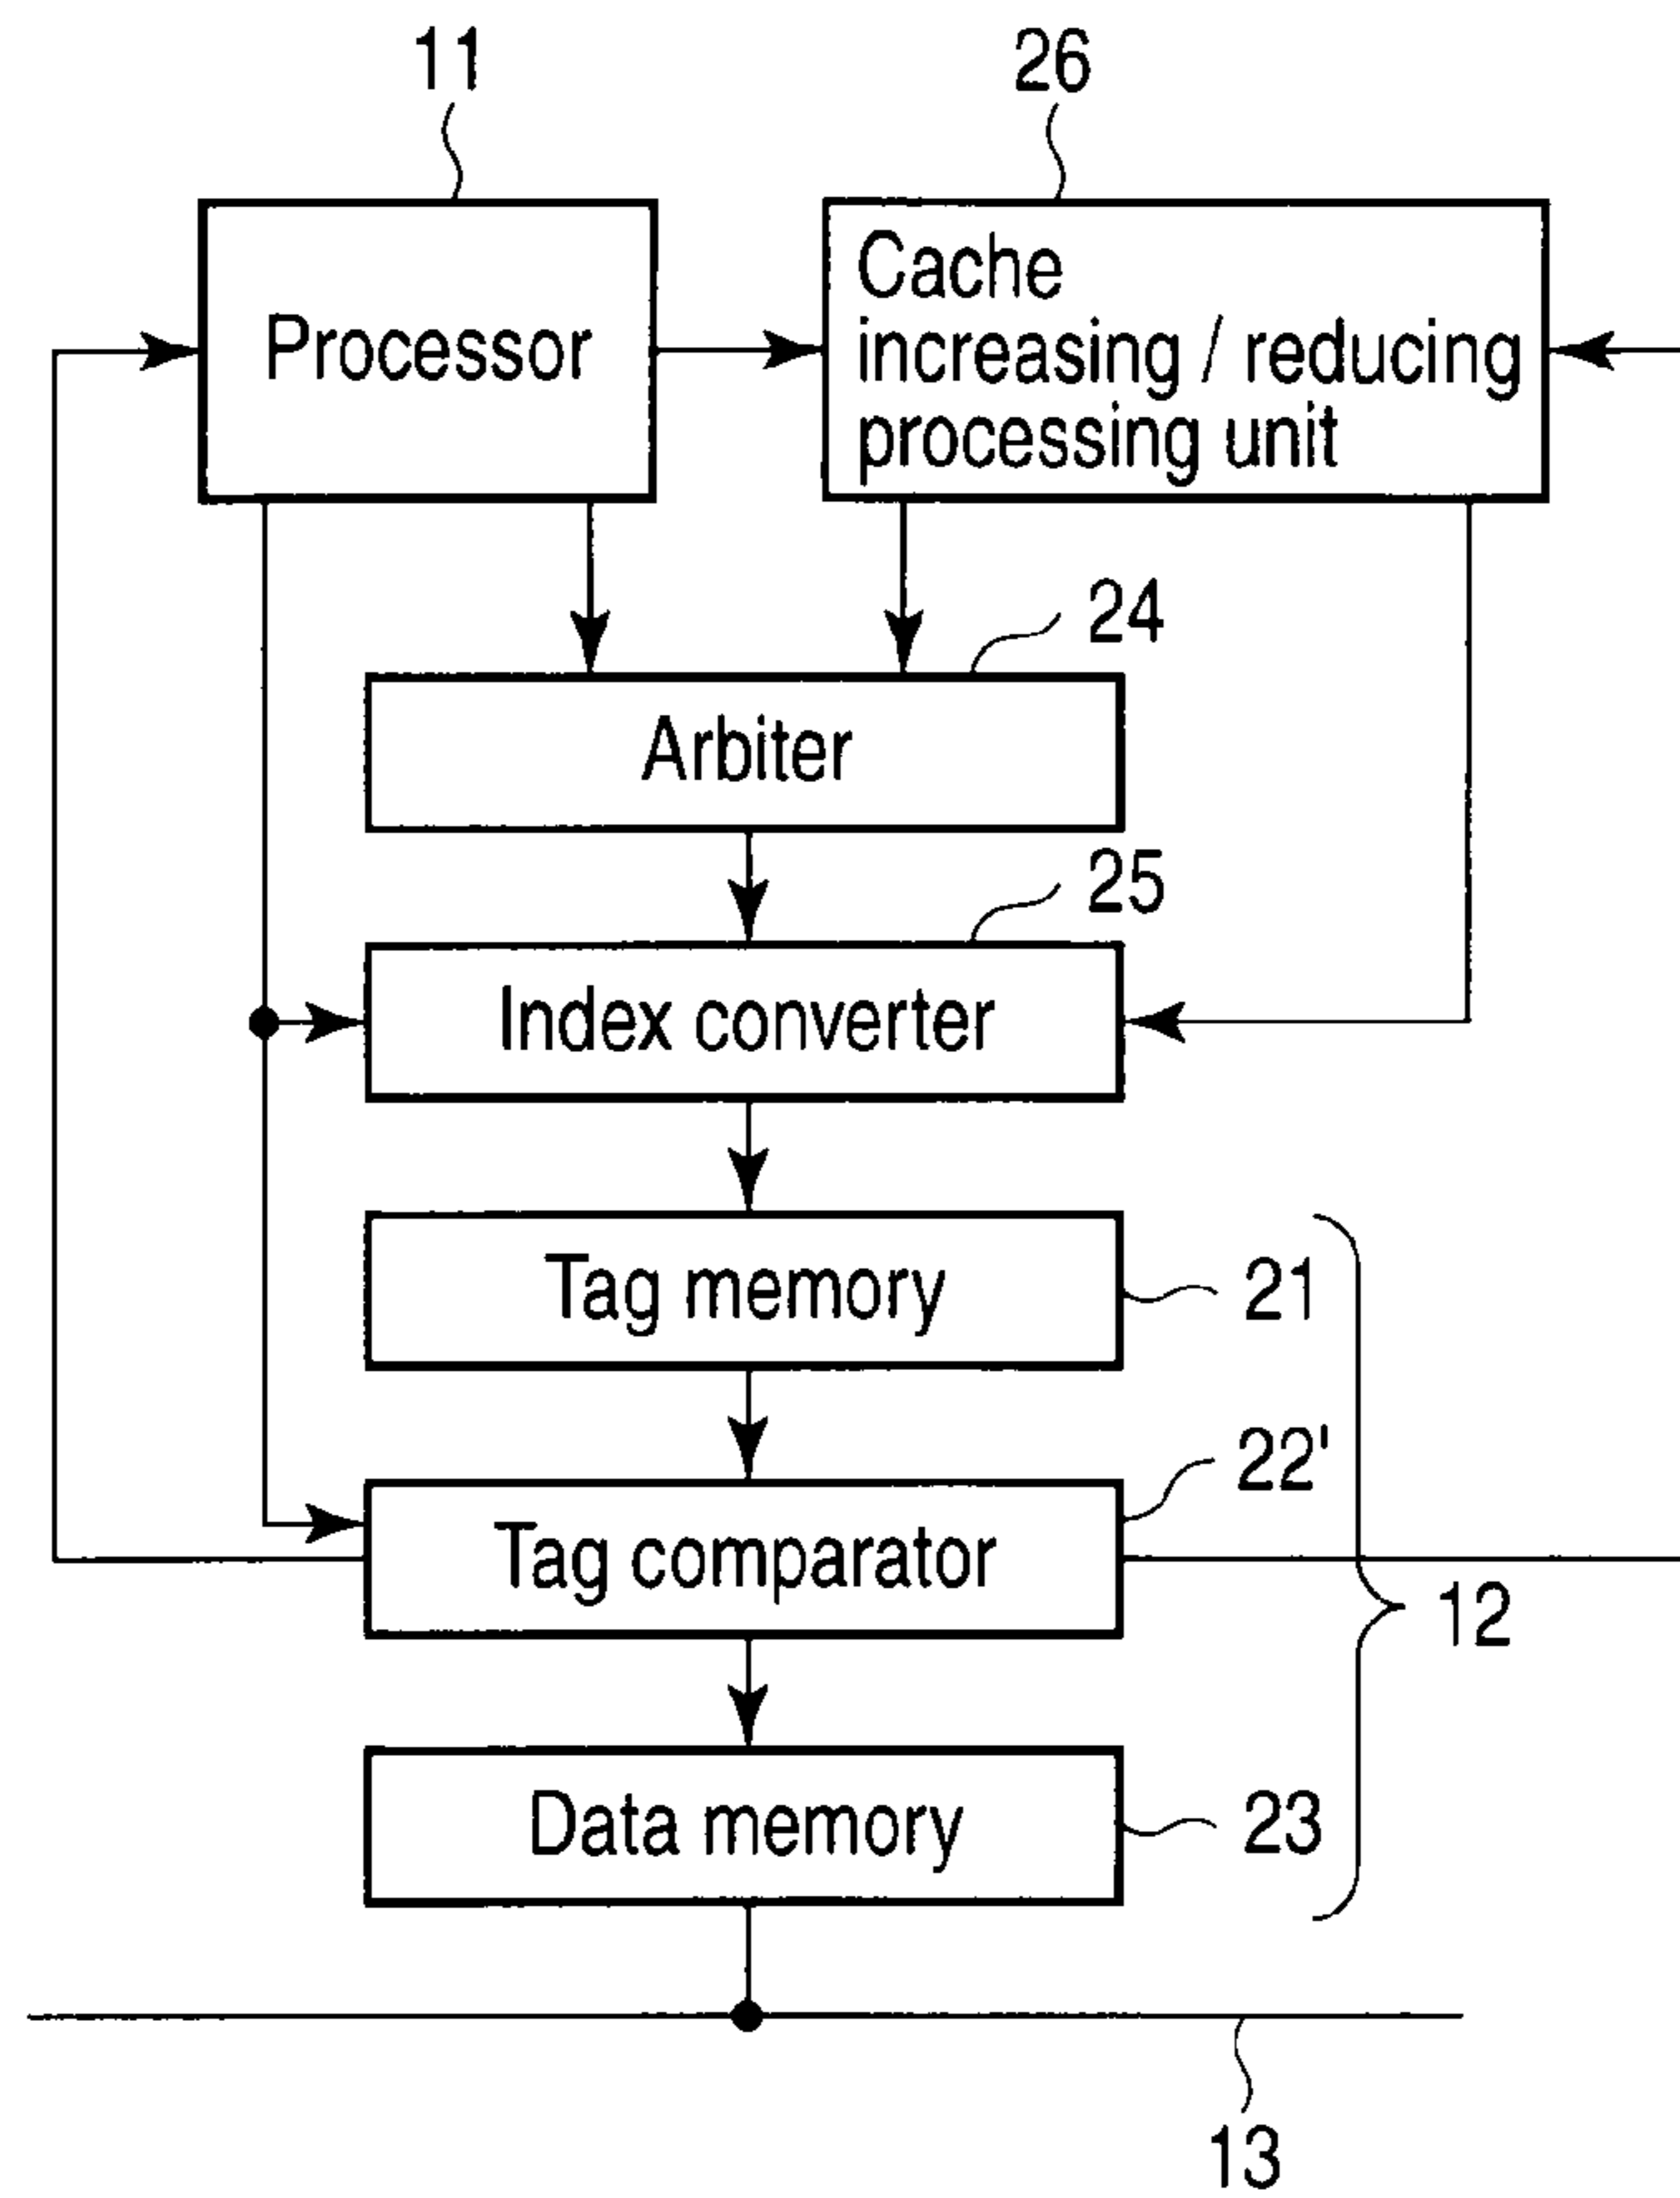 11
26
Processor
Cache
increasing / reducing
processing unit
24
Arbiter
25
Index converter
Tag memory
21
22'
Tag comparator
12
Data memory
23
13